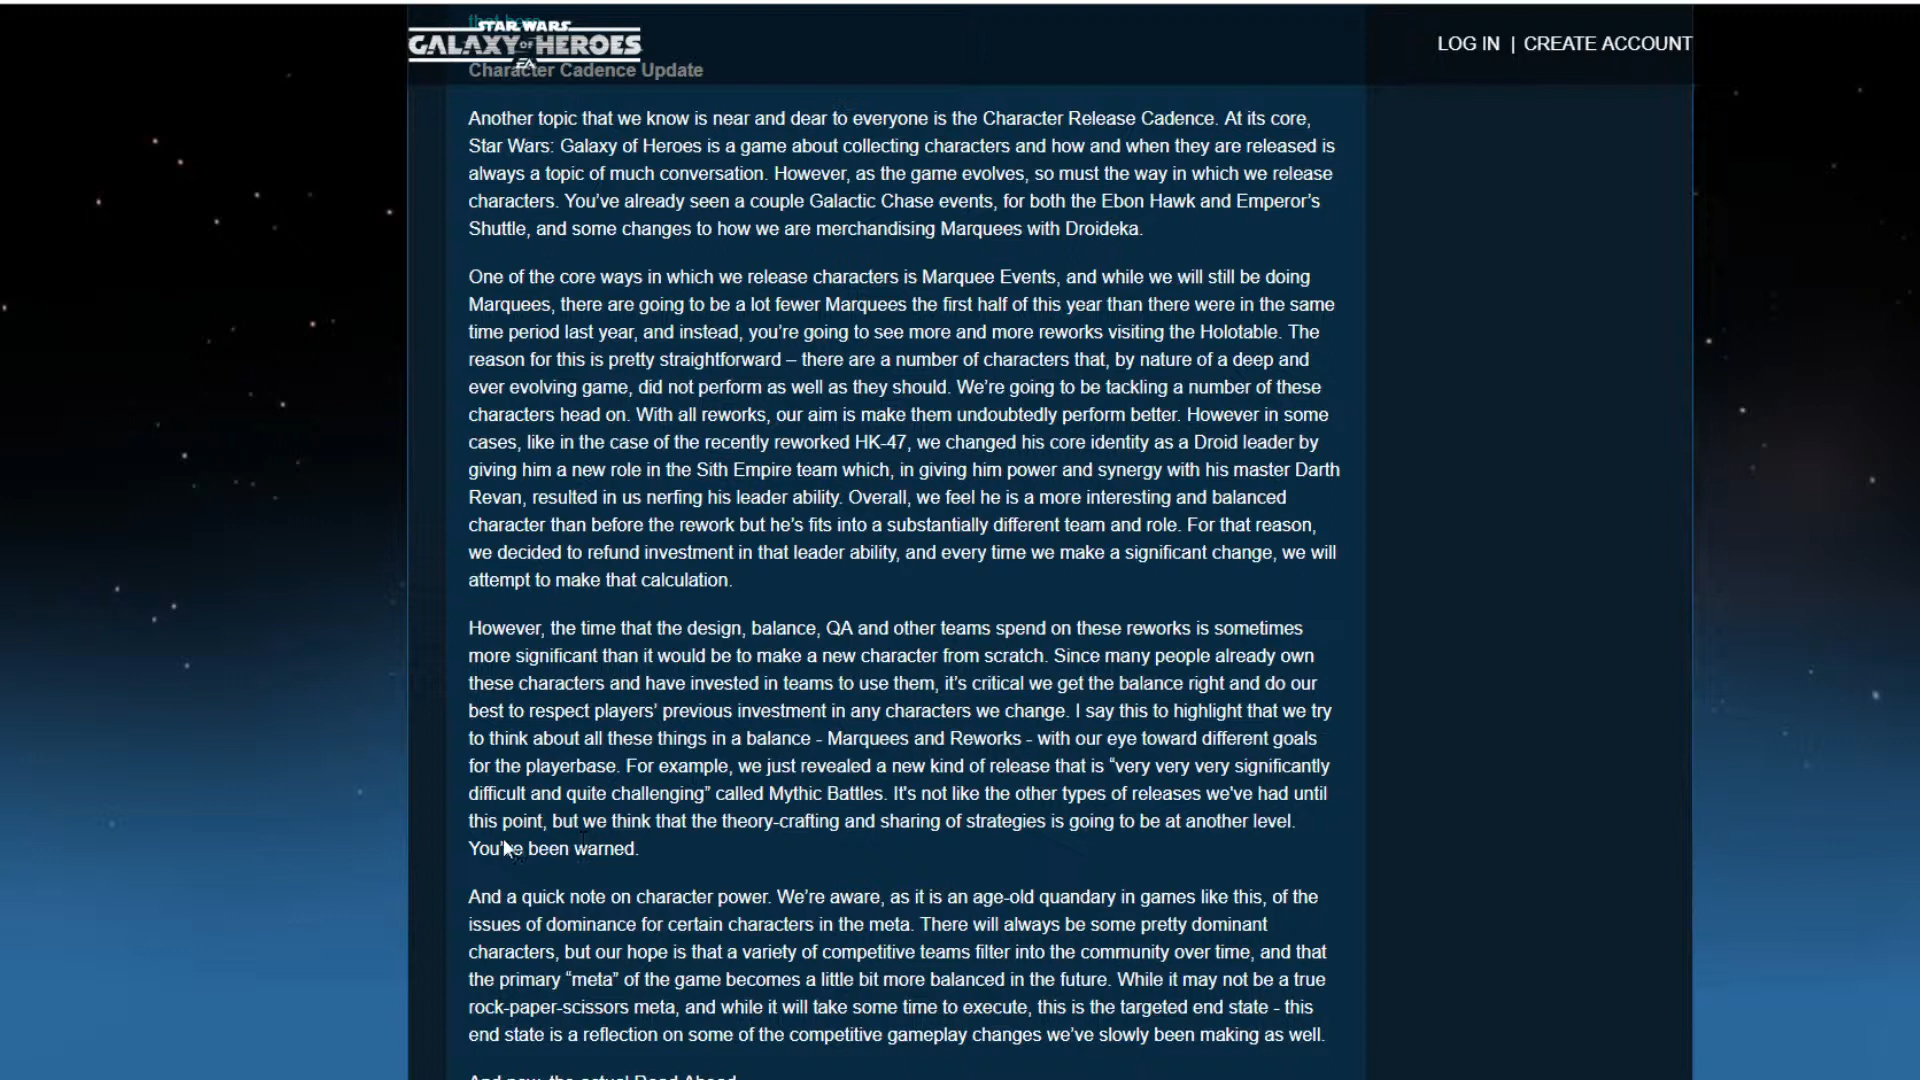 that here.
STAR WARS
GALAXY OF HEROES
EA
LOG IN | CREATE ACCOUNT
Character Cadence Update
Another topic that we know is near and dear to everyone is the Character Release Cadence. At its core,
Star Wars: Galaxy of Heroes is a game about collecting characters and how and when they are released is
always a topic of much conversation. However, as the game evolves, so must the way in which we release
characters. You’ve already seen a couple Galactic Chase events, for both the Ebon Hawk and Emperor’s
Shuttle, and some changes to how we are merchandising Marquees with Droideka.
One of the core ways in which we release characters is Marquee Events, and while we will still be doing
Marquees, there are going to be a lot fewer Marquees the first half of this year than there were in the same
time period last year, and instead, you’re going to see more and more reworks visiting the Holotable. The
reason for this is pretty straightforward – there are a number of characters that, by nature of a deep and
ever evolving game, did not perform as well as they should. We’re going to be tackling a number of these
characters head on. With all reworks, our aim is make them undoubtedly perform better. However in some
cases, like in the case of the recently reworked HK-47, we changed his core identity as a Droid leader by
giving him a new role in the Sith Empire team which, in giving him power and synergy with his master Darth
Revan, resulted in us nerfing his leader ability. Overall, we feel he is a more interesting and balanced
character than before the rework but he’s fits into a substantially different team and role. For that reason,
we decided to refund investment in that leader ability, and every time we make a significant change, we will
attempt to make that calculation.
However, the time that the design, balance, QA and other teams spend on these reworks is sometimes
more significant than it would be to make a new character from scratch. Since many people already own
these characters and have invested in teams to use them, it’s critical we get the balance right and do our
best to respect players’ previous investment in any characters we change. I say this to highlight that we try
to think about all these things in a balance - Marquees and Reworks - with our eye toward different goals
for the playerbase. For example, we just revealed a new kind of release that is “very very very significantly
difficult and quite challenging” called Mythic Battles. It's not like the other types of releases we've had until
this point, but we think that the theory-crafting and sharing of strategies is going to be at another level.
You’ve been warned.
And a quick note on character power. We’re aware, as it is an age-old quandary in games like this, of the
issues of dominance for certain characters in the meta. There will always be some pretty dominant
characters, but our hope is that a variety of competitive teams filter into the community over time, and that
the primary “meta” of the game becomes a little bit more balanced in the future. While it may not be a true
rock-paper-scissors meta, and while it will take some time to execute, this is the targeted end state - this
end state is a reflection on some of the competitive gameplay changes we’ve slowly been making as well.
And now, the actual Road Ahead